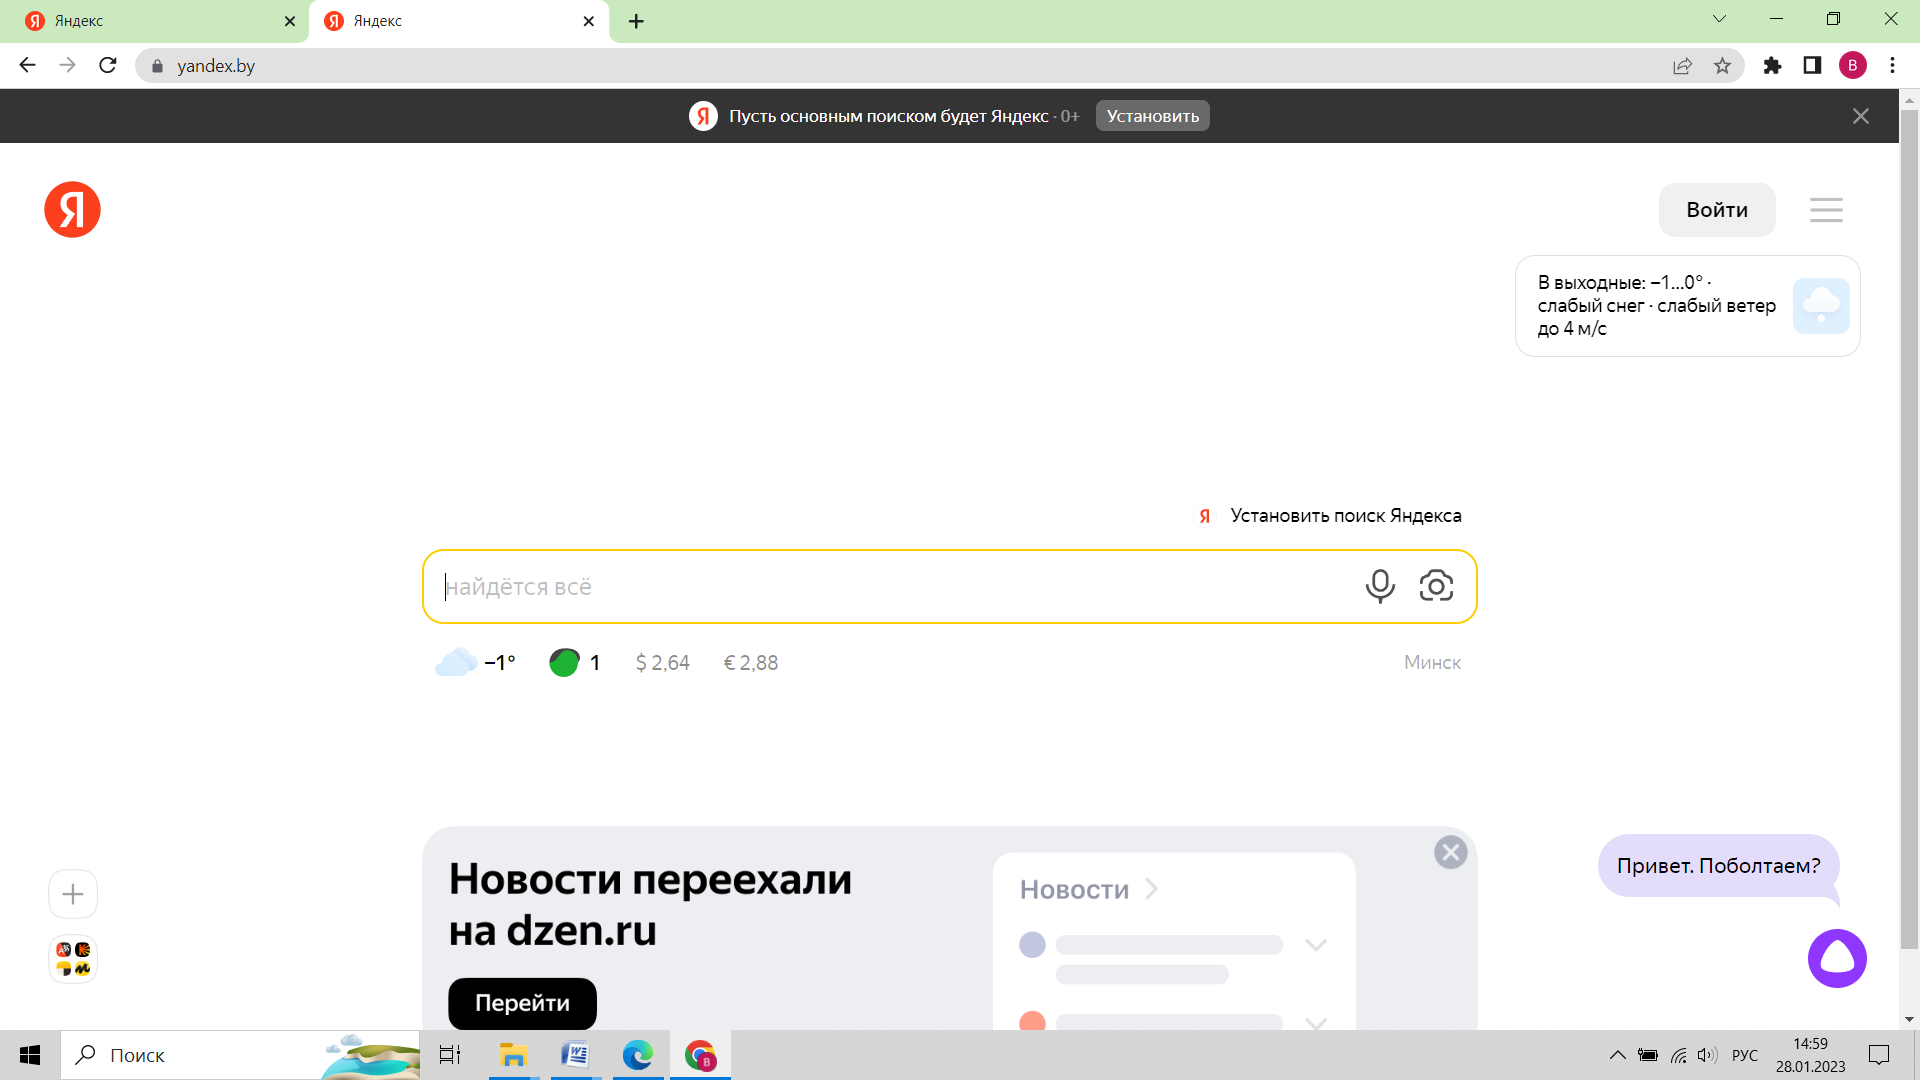 Яндекс
Яндекс
yandex.by
B
Я Пусть основным поиском будет Яндекс · 0+ Установить
Я
Войти
В выходные: −1...0° ·
слабый снег · слабый ветер
до 4 м/с
Я Установить поиск Яндекса
найдётся всё
−1° 1 $ 2,64 € 2,88 Минск
Новости переехали
на dzen.ru
Перейти
Новости
Привет. Поболтаем?
Поиск
РУС
14:59
28.01.2023